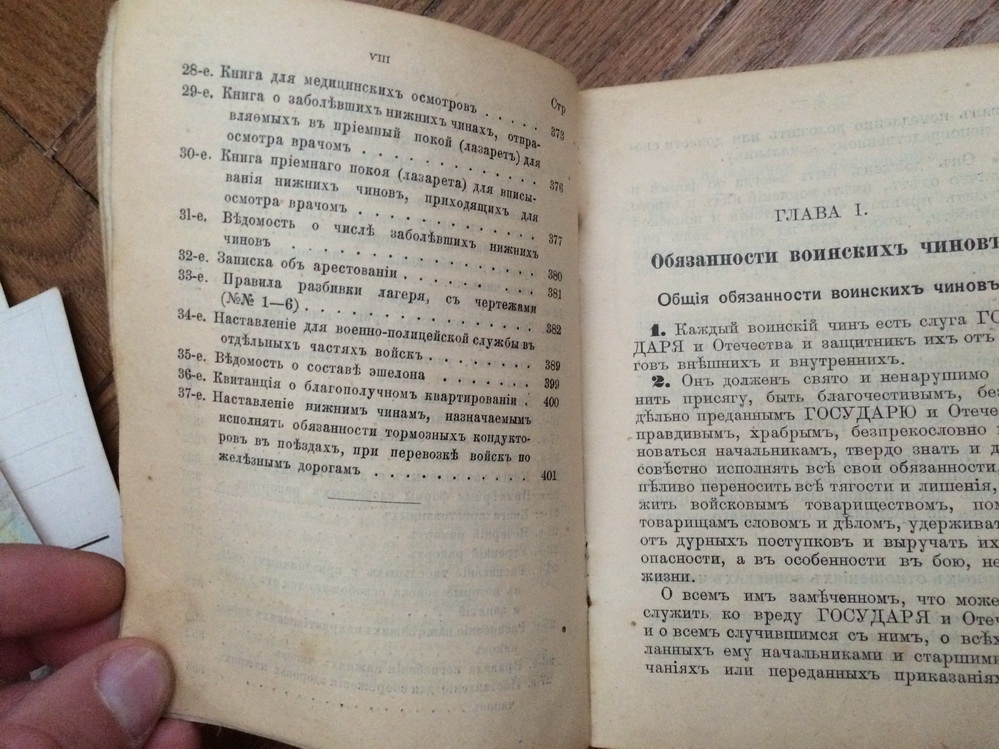 VIII
Стр
28-е. Книга для медицинскихъ осмотровъ . . . . . 373
29-е. Книга о заболѣвшихъ нижнихъ чинахъ, отпра-
вляемыхъ въ пріемный покой (лазаретъ) для
осмотра врачомъ . . . . . . . . . . . 376
30-е. Книга пріемнаго покоя (лазарета) для вписы-
ванія нижнихъ чиновъ, приходящихъ для
осмотра врачомъ . . . . . . . . . . . 377
31-е. Вѣдомость о числѣ заболѣвшихъ нижнихъ
чиновъ . . . . . . . . . . . . . . . 380
32-е. Записка объ арестованіи . . . . . . . . . 381
33-е. Правила разбивки лагеря, съ чертежами
(№№ 1—6) . . . . . . . . . . . . . . 382
34-е. Наставленіе для военно-полицейской службы въ
отдѣльныхъ частяхъ войскъ . . . . . . . 389
35-е. Вѣдомость о составѣ эшелона . . . . . . . 399
36-е. Квитанція о благополучномъ квартированіи . 400
37-е. Наставленіе нижнимъ чинамъ, назначаемымъ
исполнять обязанности тормозныхъ кондукто-
ровъ въ поѣздахъ, при перевозкѣ войскъ по
желѣзнымъ дорогамъ . . . . . . . . . . 401
ГЛАВА I.
Обязанности воинскихъ чиновъ
Общія обязанности воинскихъ чиновъ
1. Каждый воинскій чинъ есть слуга ГО
ДАРЯ и Отечества и защитникъ ихъ отъ
говъ внѣшнихъ и внутреннихъ.
2. Онъ долженъ свято и ненарушимо
нить присягу, быть благочестивымъ, без
дѣльно преданнымъ ГОСУДАРЮ и Отече
правдивымъ, храбрымъ, безпрекословно
новаться начальникамъ, твердо знать и д
совѣстно исполнять всѣ свои обязанности,
пѣливо переносить всѣ тягости и лишенія,
жить войсковымъ товариществомъ, пом
товарищамъ словомъ и дѣломъ, удерживат
отъ дурныхъ поступковъ и выручать их
опасности, а въ особенности въ бою, не
жизни.
О всемъ имъ замѣченномъ, что може
служить ко вреду ГОСУДАРЯ и Отеч
и о всемъ случившимся съ нимъ, о всѣх
данныхъ ему начальниками и старшими
чаніяхъ или переданныхъ приказаніях